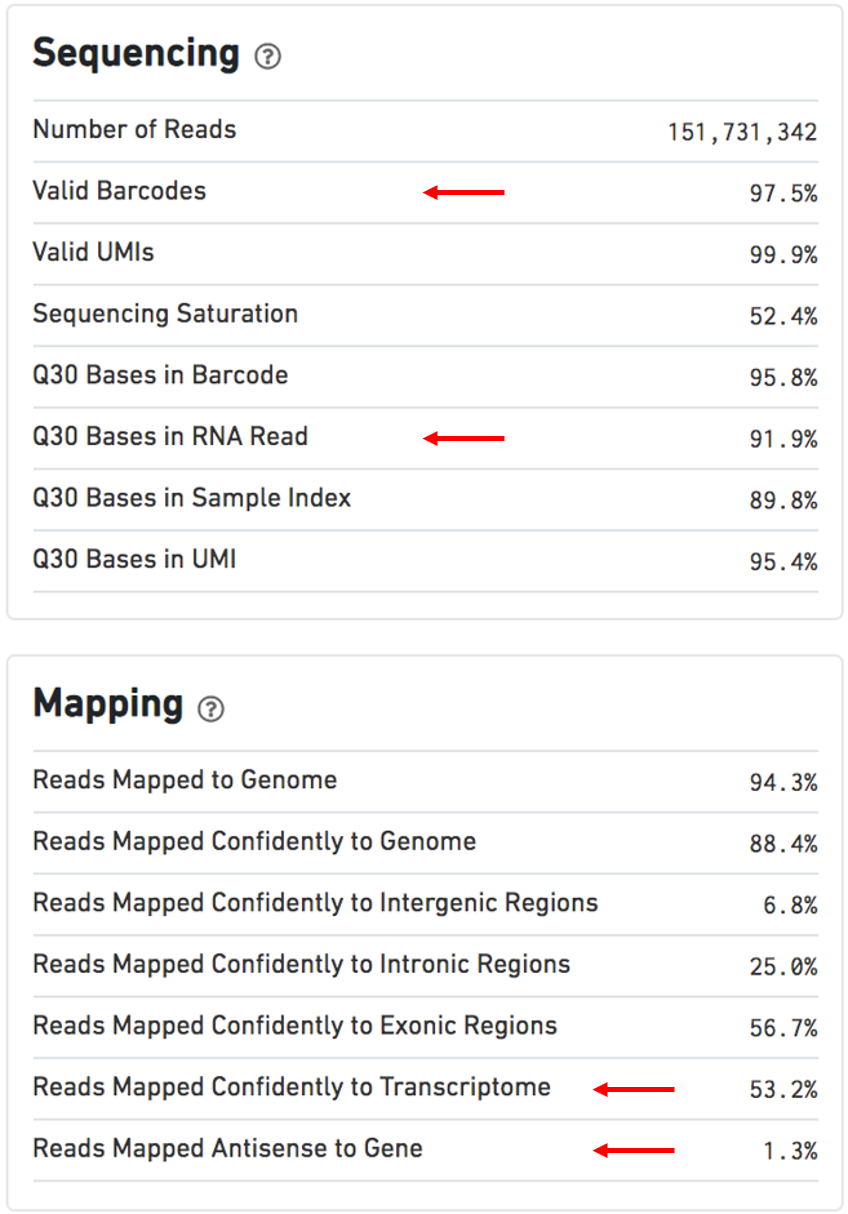 Sequencing ?
Number of Reads 151,731,342
Valid Barcodes 97.5%
Valid UMIs 99.9%
Sequencing Saturation 52.4%
Q30 Bases in Barcode 95.8%
Q30 Bases in RNA Read 91.9%
Q30 Bases in Sample Index 89.8%
Q30 Bases in UMI 95.4%
Mapping ?
Reads Mapped to Genome 94.3%
Reads Mapped Confidently to Genome 88.4%
Reads Mapped Confidently to Intergenic Regions 6.8%
Reads Mapped Confidently to Intronic Regions 25.0%
Reads Mapped Confidently to Exonic Regions 56.7%
Reads Mapped Confidently to Transcriptome 53.2%
Reads Mapped Antisense to Gene 1.3%